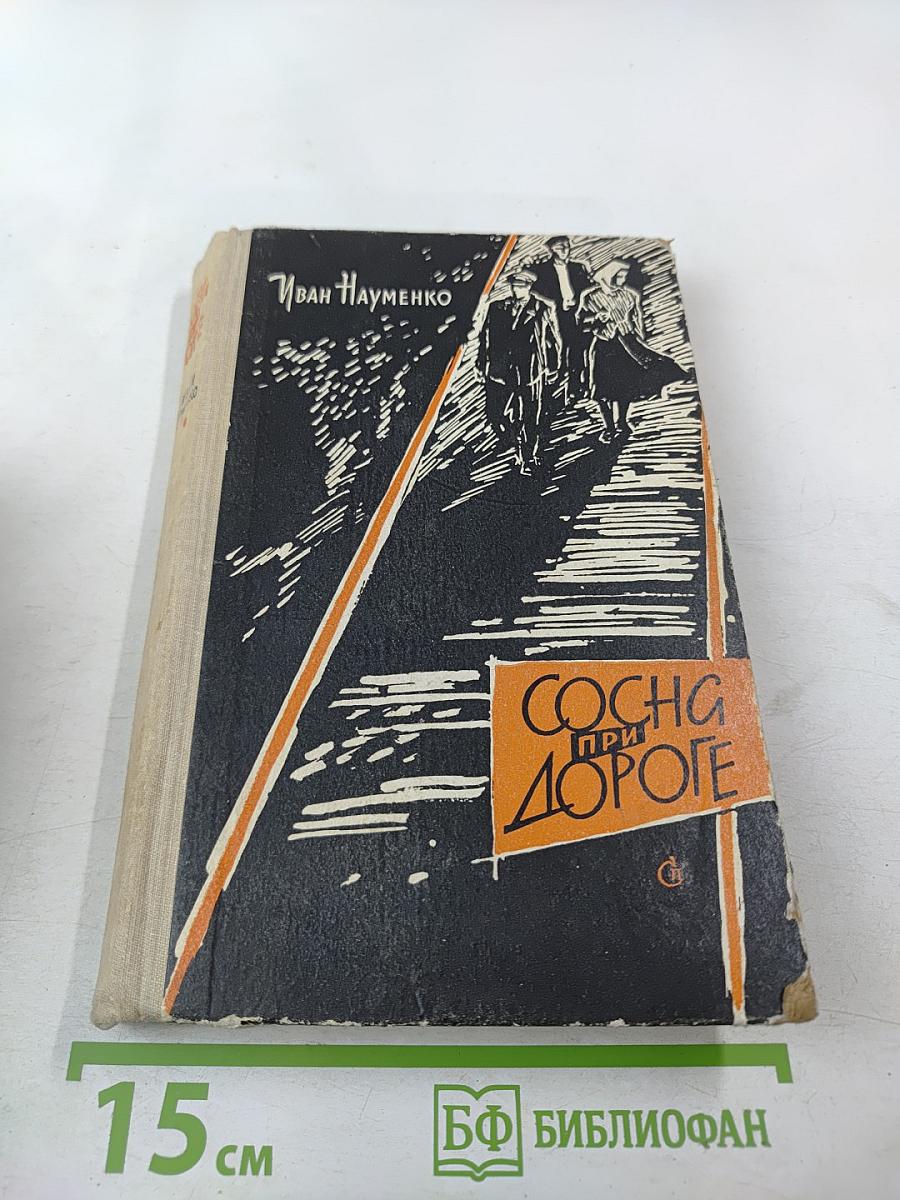 Иван Науменко
СОСНА
ПРИ
ДОРОГЕ
15 см
БФ БИБЛИОФАН